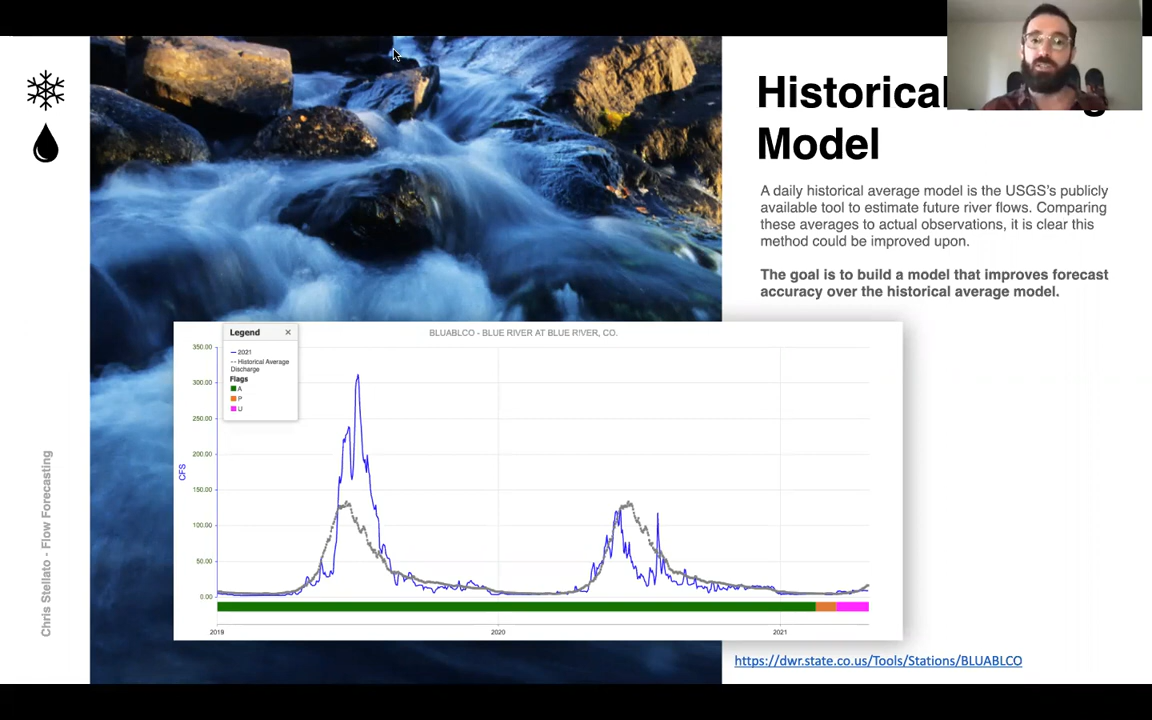 Historical
Model
A daily historical average model is the USGS's publicly
available tool to estimate future river flows. Comparing
these averages to actual observations, it is clear this
method could be improved upon.
The goal is to build a model that improves forecast
accuracy over the historical average model.
Legend ×
2021
Historical Average
Discharge
Flags
A
P
U
BLUABLCO - BLUE RIVER AT BLUE RIVER, CO.
350.00
300.00
250.00
200.00
150.00
100.00
50.00
0.00
CFS
2019 2020 2021
https://dwr.state.co.us/Tools/Stations/BLUABLCO
Chris Stellato - Flow Forecasting